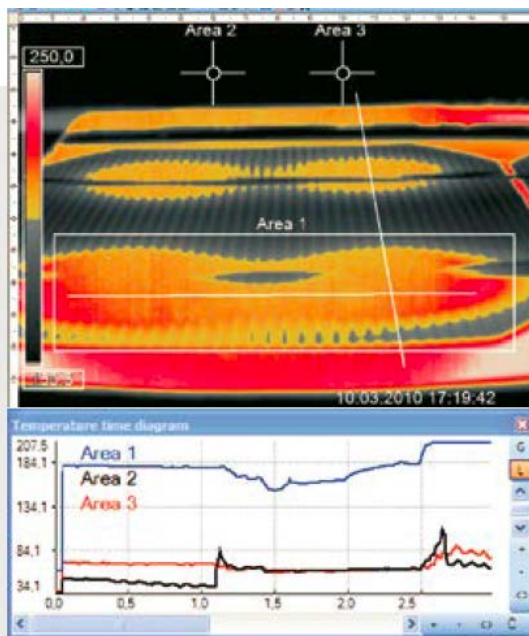 Area 2
Area 3
250,0
Area 1
10.03.2010 17:19:42
Temperature time diagram
207.5
184,1
134,1
84,1
34,1
Area 1
Area 2
Area 3
0,0
0,5
1,0
1,5
2,0
2,5